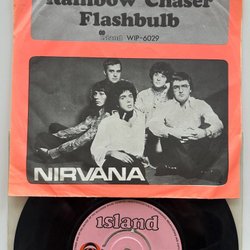 Rainbow Chaser
Flashbulb
island WIP-6029
NIRVANA
island